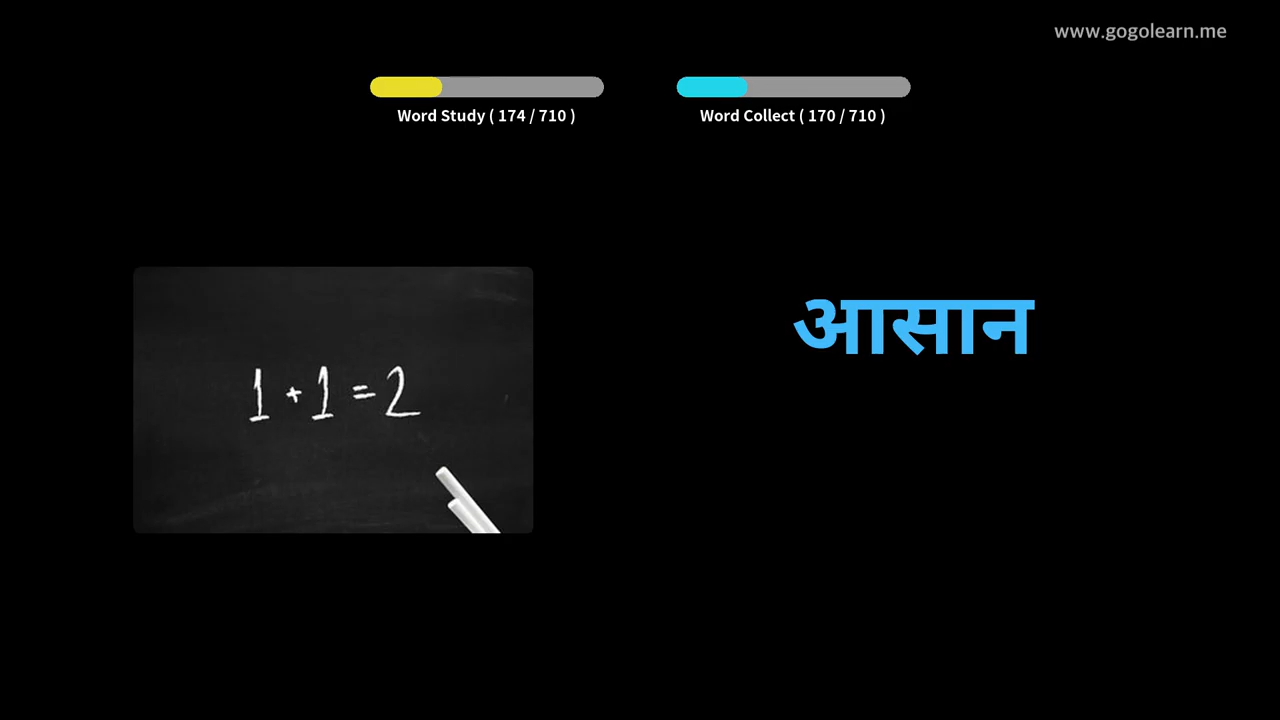 www.gogolearn.me
Word Study ( 174 / 710 )
Word Collect ( 170 / 710 )
1 + 1 = 2
आसान